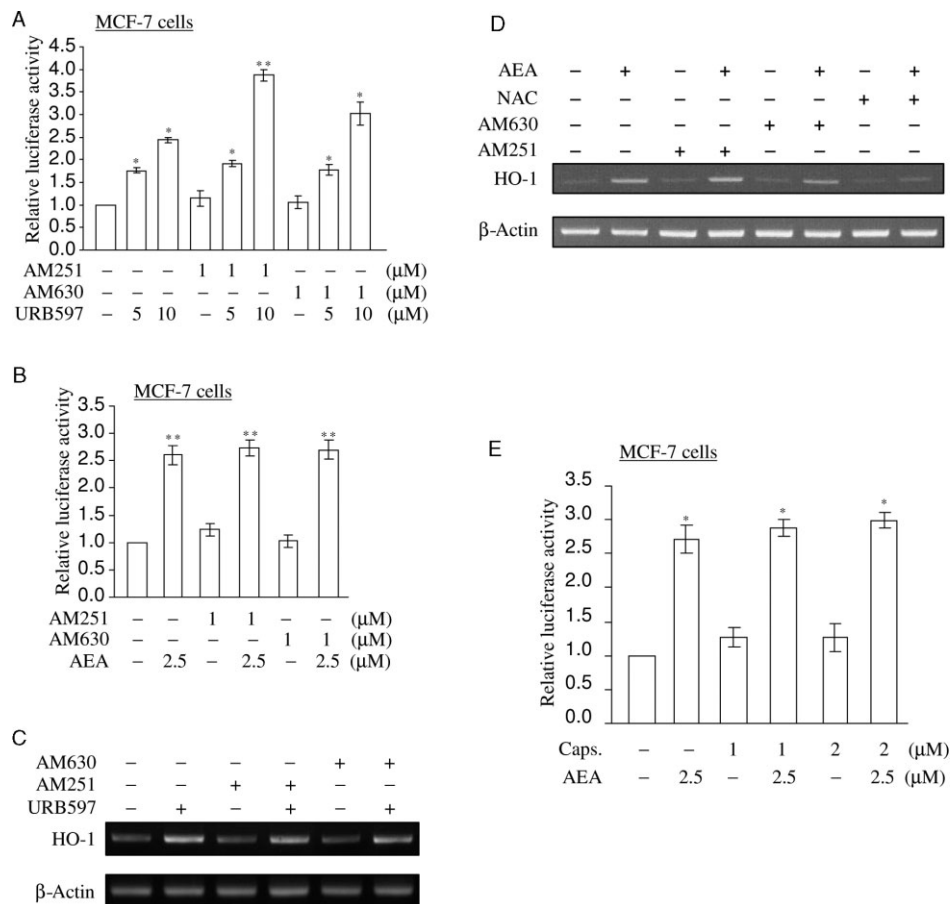 A
MCF-7 cells
Relative luciferase activity
4.5
4.0
3.5
3.0
2.5
2.0
1.5
1.0
0.5
0.0
* * * ** * *
AM251 – – – 1 1 1 – – – (μM)
AM630 – – – – – – 1 1 1 (μM)
URB597 – 5 10 – 5 10 – 5 10 (μM)
B
MCF-7 cells
Relative luciferase activity
3.5
3.0
2.5
2.0
1.5
1.0
0.5
0.0
** ** **
AM251 – – 1 1 – – (μM)
AM630 – – – – 1 1 (μM)
AEA – 2.5 – 2.5 – 2.5 (μM)
C
AM630 – – – – + +
AM251 – – + + – –
URB597 – + – + – +
HO-1
β-Actin
D
AEA – + – + – + – +
NAC – – – – – – + +
AM630 – – – – + + – –
AM251 – – + + – – – –
HO-1
β-Actin
E
MCF-7 cells
Relative luciferase activity
3.5
3.0
2.5
2.0
1.5
1.0
0.5
0.0
* * *
Caps. – – 1 1 2 2 (μM)
AEA – 2.5 – 2.5 – 2.5 (μM)